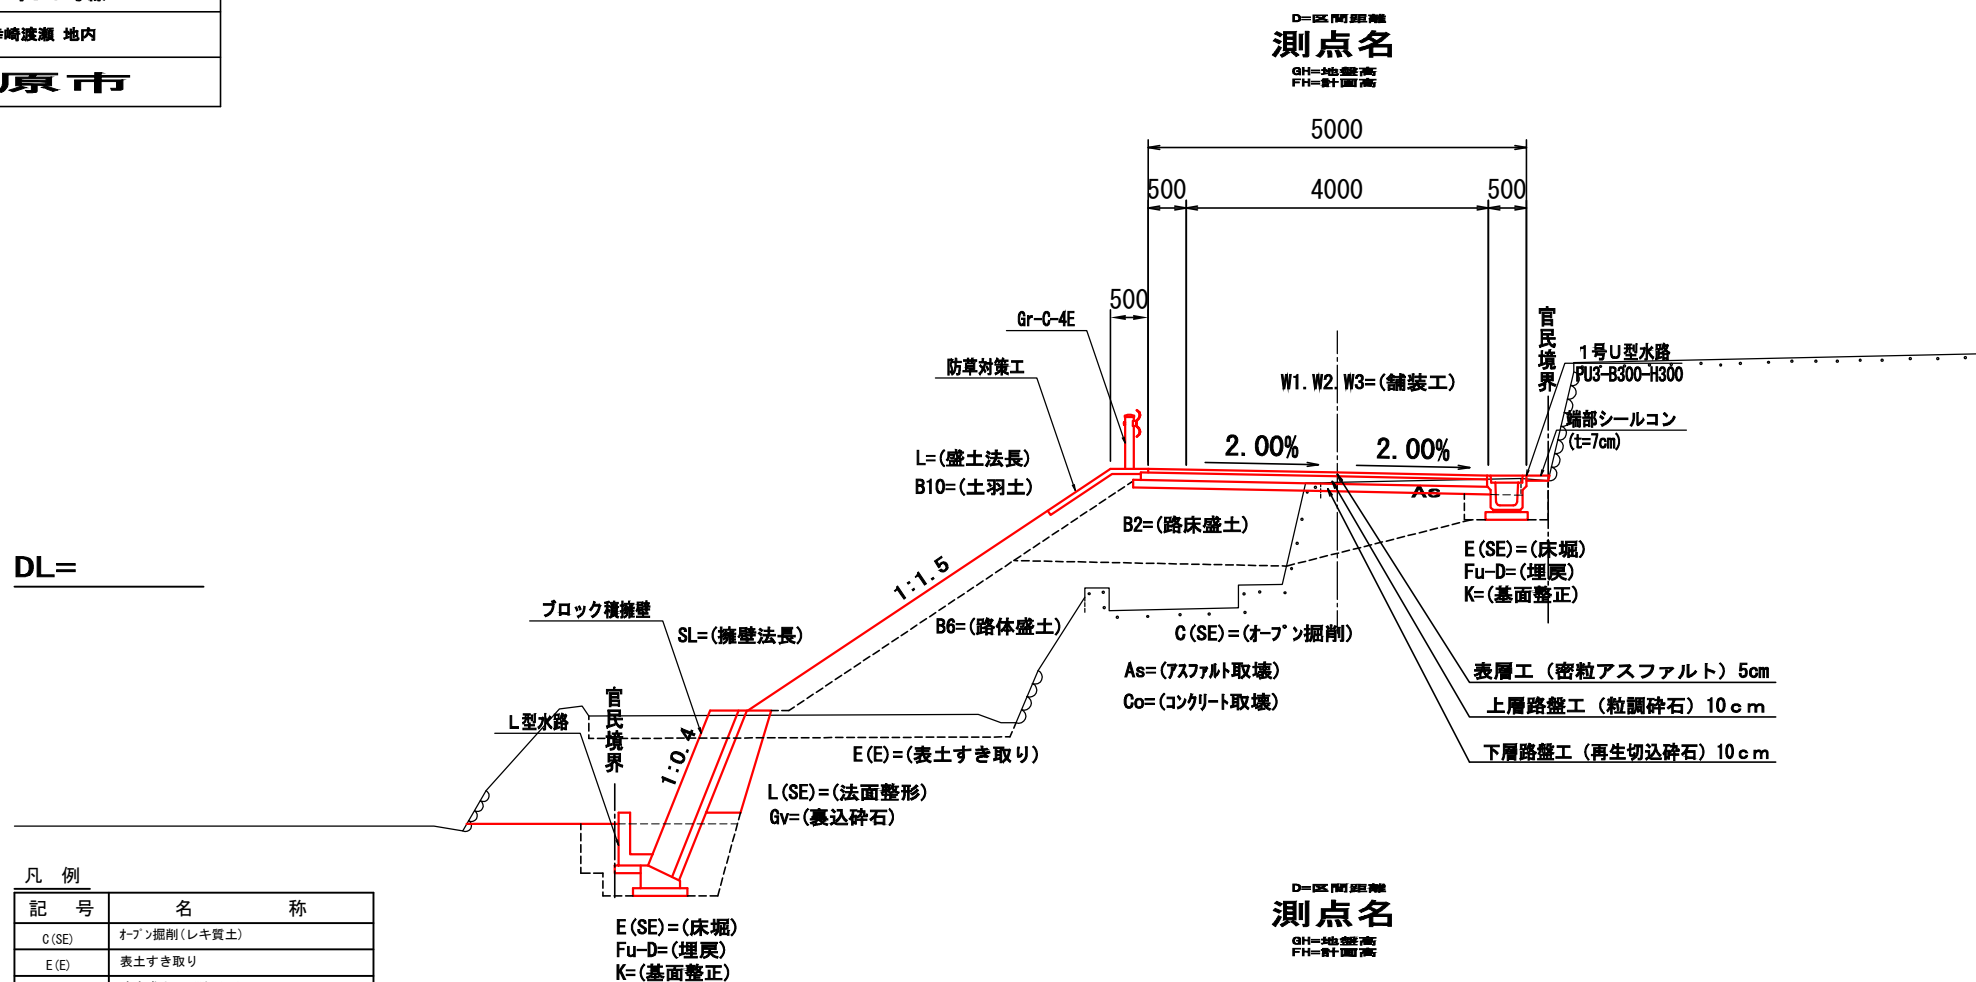 崎渡瀬 地内
原市
D=区間距離
測点名
GH=地盤高
FH=計画高
5000
500
4000
500
500
Gr-C-4E
防草対策工
官民境界
1号U型水路
PU3-B300-H300
W1.W2.W3=(舗装工)
端部シールコン
(t=7cm)
2.00%
2.00%
L=(盛土法長)
B10=(土羽土)
As
B2=(路床盛土)
E(SE)=(床堀)
Fu-D=(埋戻)
K=(基面整正)
DL=
1:1.5
ブロック積擁壁
SL=(擁壁法長)
B6=(路体盛土)
C(SE)=(オープン掘削)
As=(アスファルト取壊)
Co=(コンクリート取壊)
表層工（密粒アスファルト）5cm
上層路盤工（粒調砕石）10cm
下層路盤工（再生切込砕石）10cm
官民境界
L型水路
1:0.4
E(E)=(表土すき取り)
L(SE)=(法面整形)
Gv=(裏込砕石)
凡 例
記 号 名 称
C(SE) オープン掘削(レキ質土)
E(E) 表土すき取り
E(SE)=(床堀)
Fu-D=(埋戻)
K=(基面整正)
D=区間距離
測点名
GH=地盤高
FH=計画高